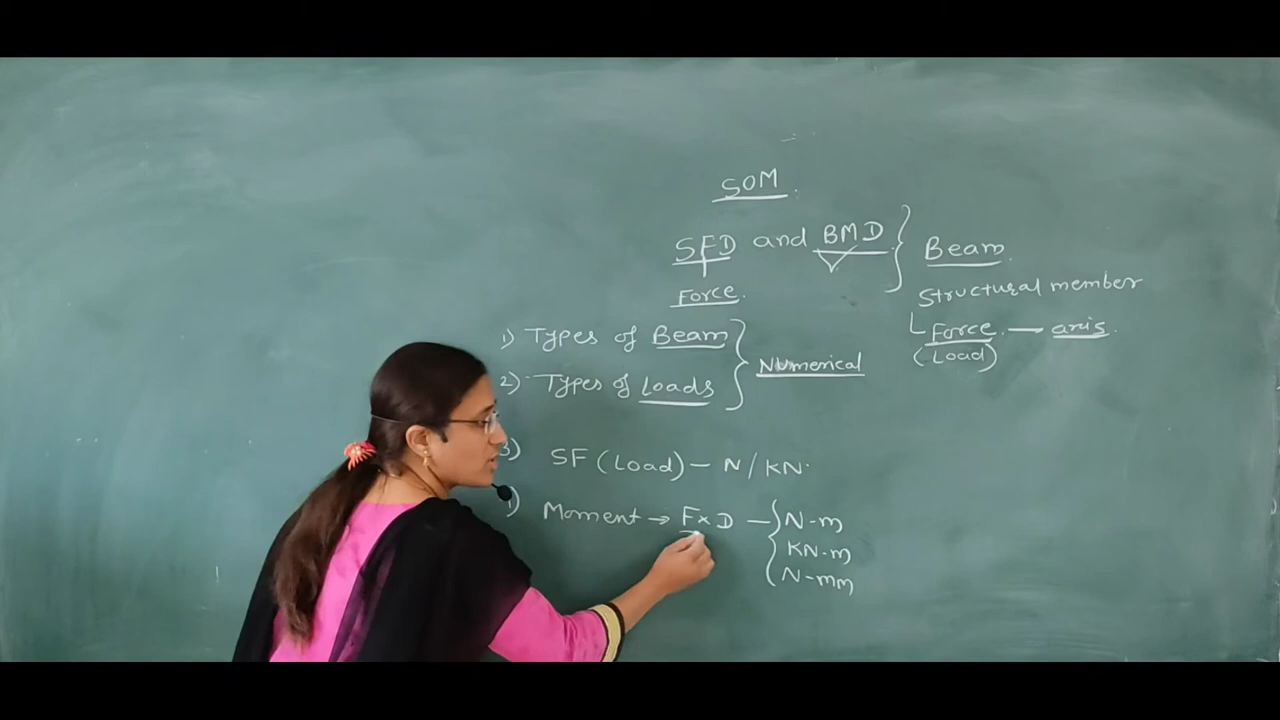 SOM.
SFD and BMD } Beam.
Force.
Structural member
Force. — axis.
(Load)
1) Types of Beam
2) Types of Loads
} Numerical
3) SF (Load) — N / KN.
) Moment → F×D — { N-m
KN-m
N-mm